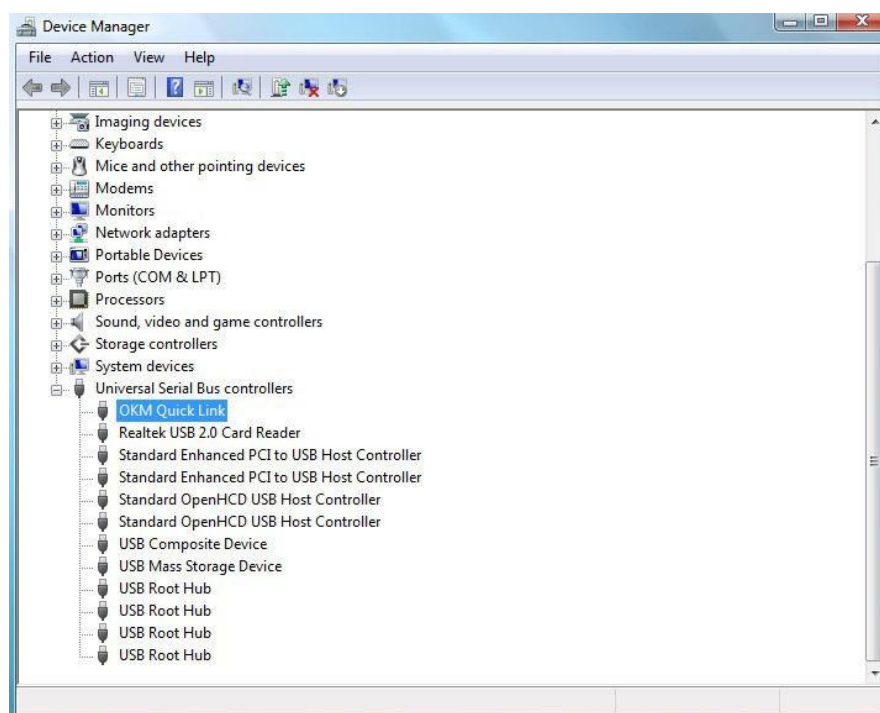 Device Manager
File Action View Help
Imaging devices
Keyboards
Mice and other pointing devices
Modems
Monitors
Network adapters
Portable Devices
Ports (COM & LPT)
Processors
Sound, video and game controllers
Storage controllers
System devices
Universal Serial Bus controllers
OKM Quick Link
Realtek USB 2.0 Card Reader
Standard Enhanced PCI to USB Host Controller
Standard Enhanced PCI to USB Host Controller
Standard OpenHCD USB Host Controller
Standard OpenHCD USB Host Controller
USB Composite Device
USB Mass Storage Device
USB Root Hub
USB Root Hub
USB Root Hub
USB Root Hub